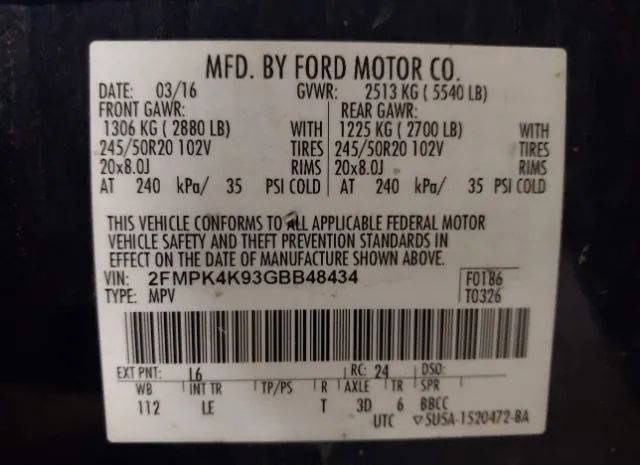 MFD. BY FORD MOTOR CO.
DATE: 03/16 GVWR: 2513 KG ( 5540 LB)
FRONT GAWR: REAR GAWR:
1306 KG ( 2880 LB) WITH 1225 KG ( 2700 LB) WITH
245/50R20 102V TIRES 245/50R20 102V TIRES
20x8.0J RIMS 20x8.0J RIMS
AT 240 kPa/ 35 PSI COLD AT 240 kPa/ 35 PSI COLD
THIS VEHICLE CONFORMS TO ALL APPLICABLE FEDERAL MOTOR
VEHICLE SAFETY AND THEFT PREVENTION STANDARDS IN
EFFECT ON THE DATE OF MANUFACTURE SHOWN ABOVE.
VIN: 2FMPK4K93GBB48434 F0186
TYPE: MPV T0326
EXT PNT: L6 RC: 24 DSO:
WB INT TR TP/PS R AXLE TR SPR
112 LE T 3D 6 BBCC
UTC ▽5U5A-1520472-BA